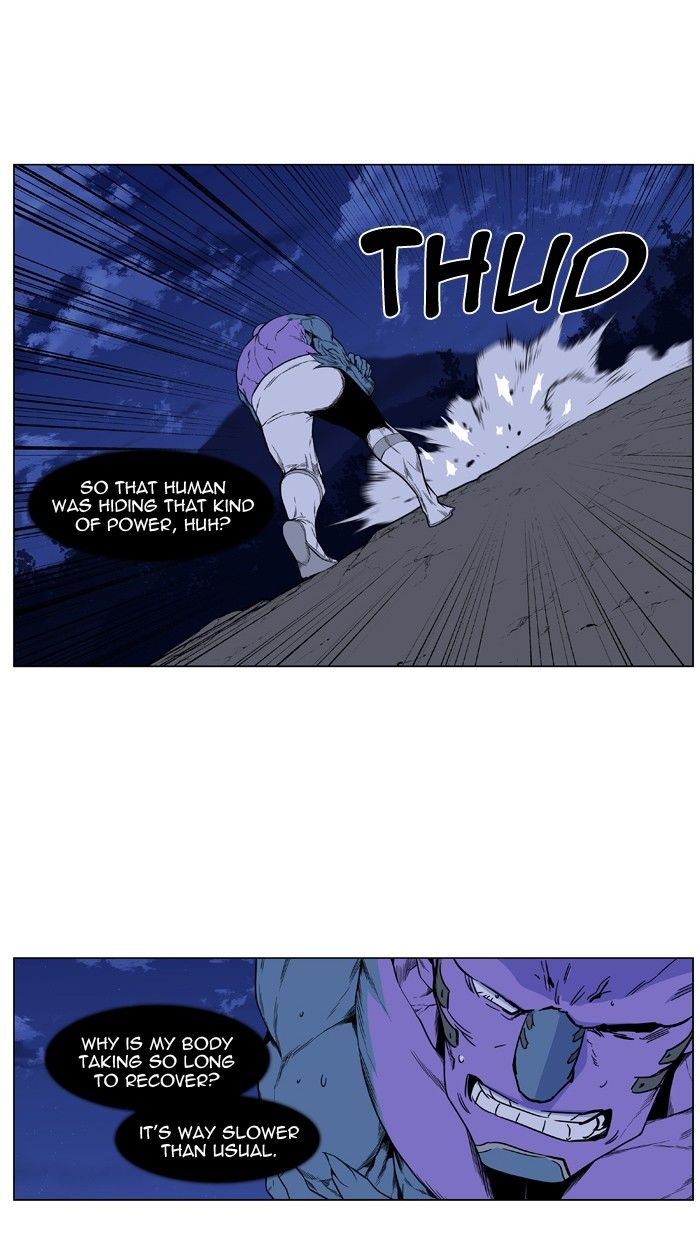 THUD
SO THAT HUMAN
WAS HIDING THAT KIND
OF POWER, HUH?
WHY IS MY BODY
TAKING SO LONG
TO RECOVER?
IT'S WAY SLOWER
THAN USUAL.